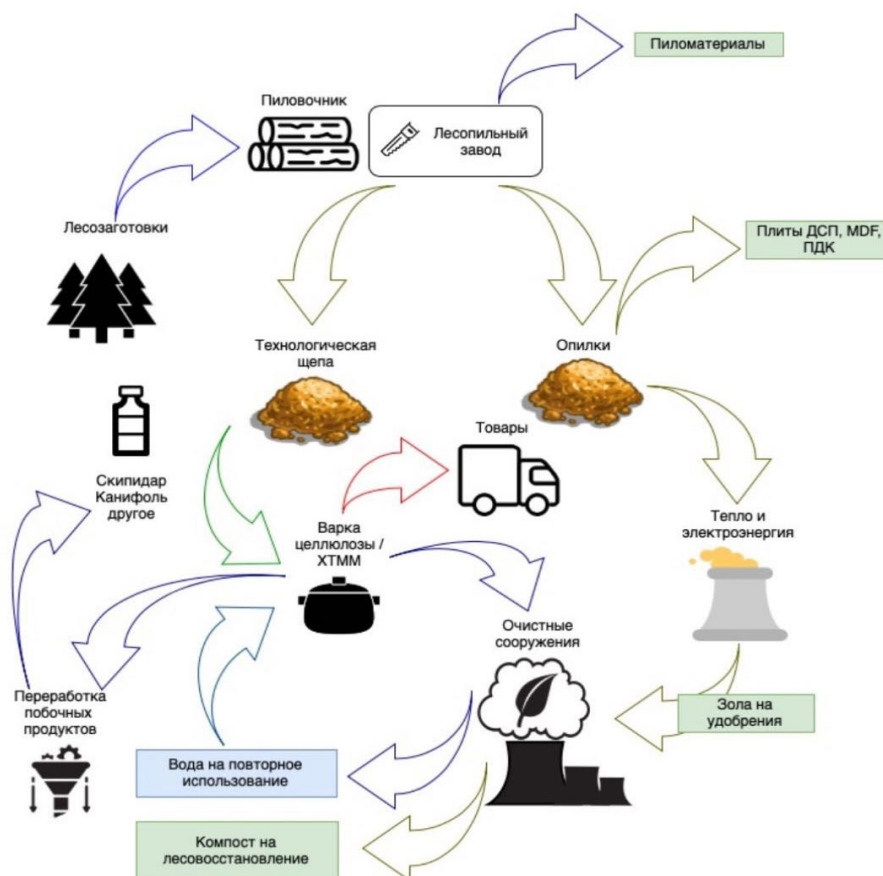 Пиломатериалы
Пиловочник
Лесопильный
завод
Лесозаготовки
Плиты ДСП, MDF,
ПДК
Технологическая
щепа
Опилки
Товары
Скипидар
Канифоль
другое
Варка
целлюлозы /
ХТММ
Тепло и
электроэнергия
Очистные
сооружения
Переработка
побочных
продуктов
Зола на
удобрения
Вода на повторное
использование
Компост на
лесовосстановление